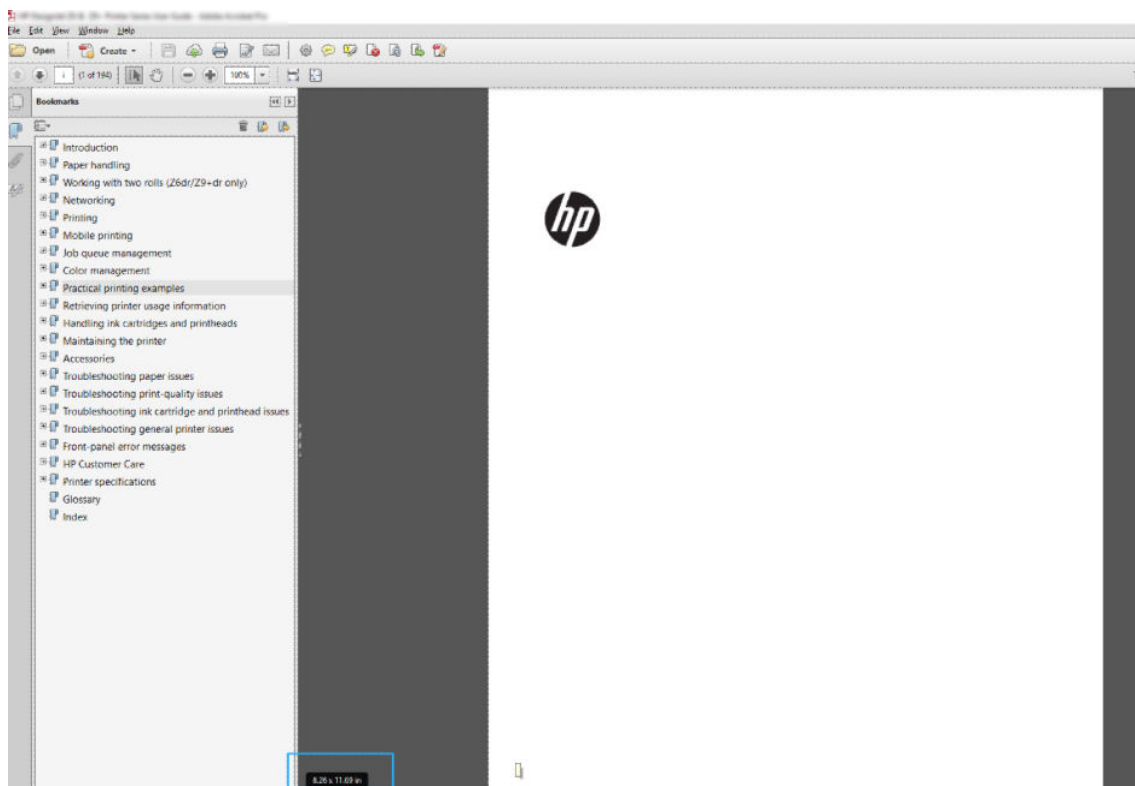 File Edit View Window Help
Open Create
i (1 of 194) 100%
Bookmarks
Introduction
Paper handling
Working with two rolls (Z6dr/Z9+dr only)
Networking
Printing
Mobile printing
Job queue management
Color management
Practical printing examples
Retrieving printer usage information
Handling ink cartridges and printheads
Maintaining the printer
Accessories
Troubleshooting paper issues
Troubleshooting print-quality issues
Troubleshooting ink cartridge and printhead issues
Troubleshooting general printer issues
Front-panel error messages
HP Customer Care
Printer specifications
Glossary
Index
hp
8.26 x 11.69 in